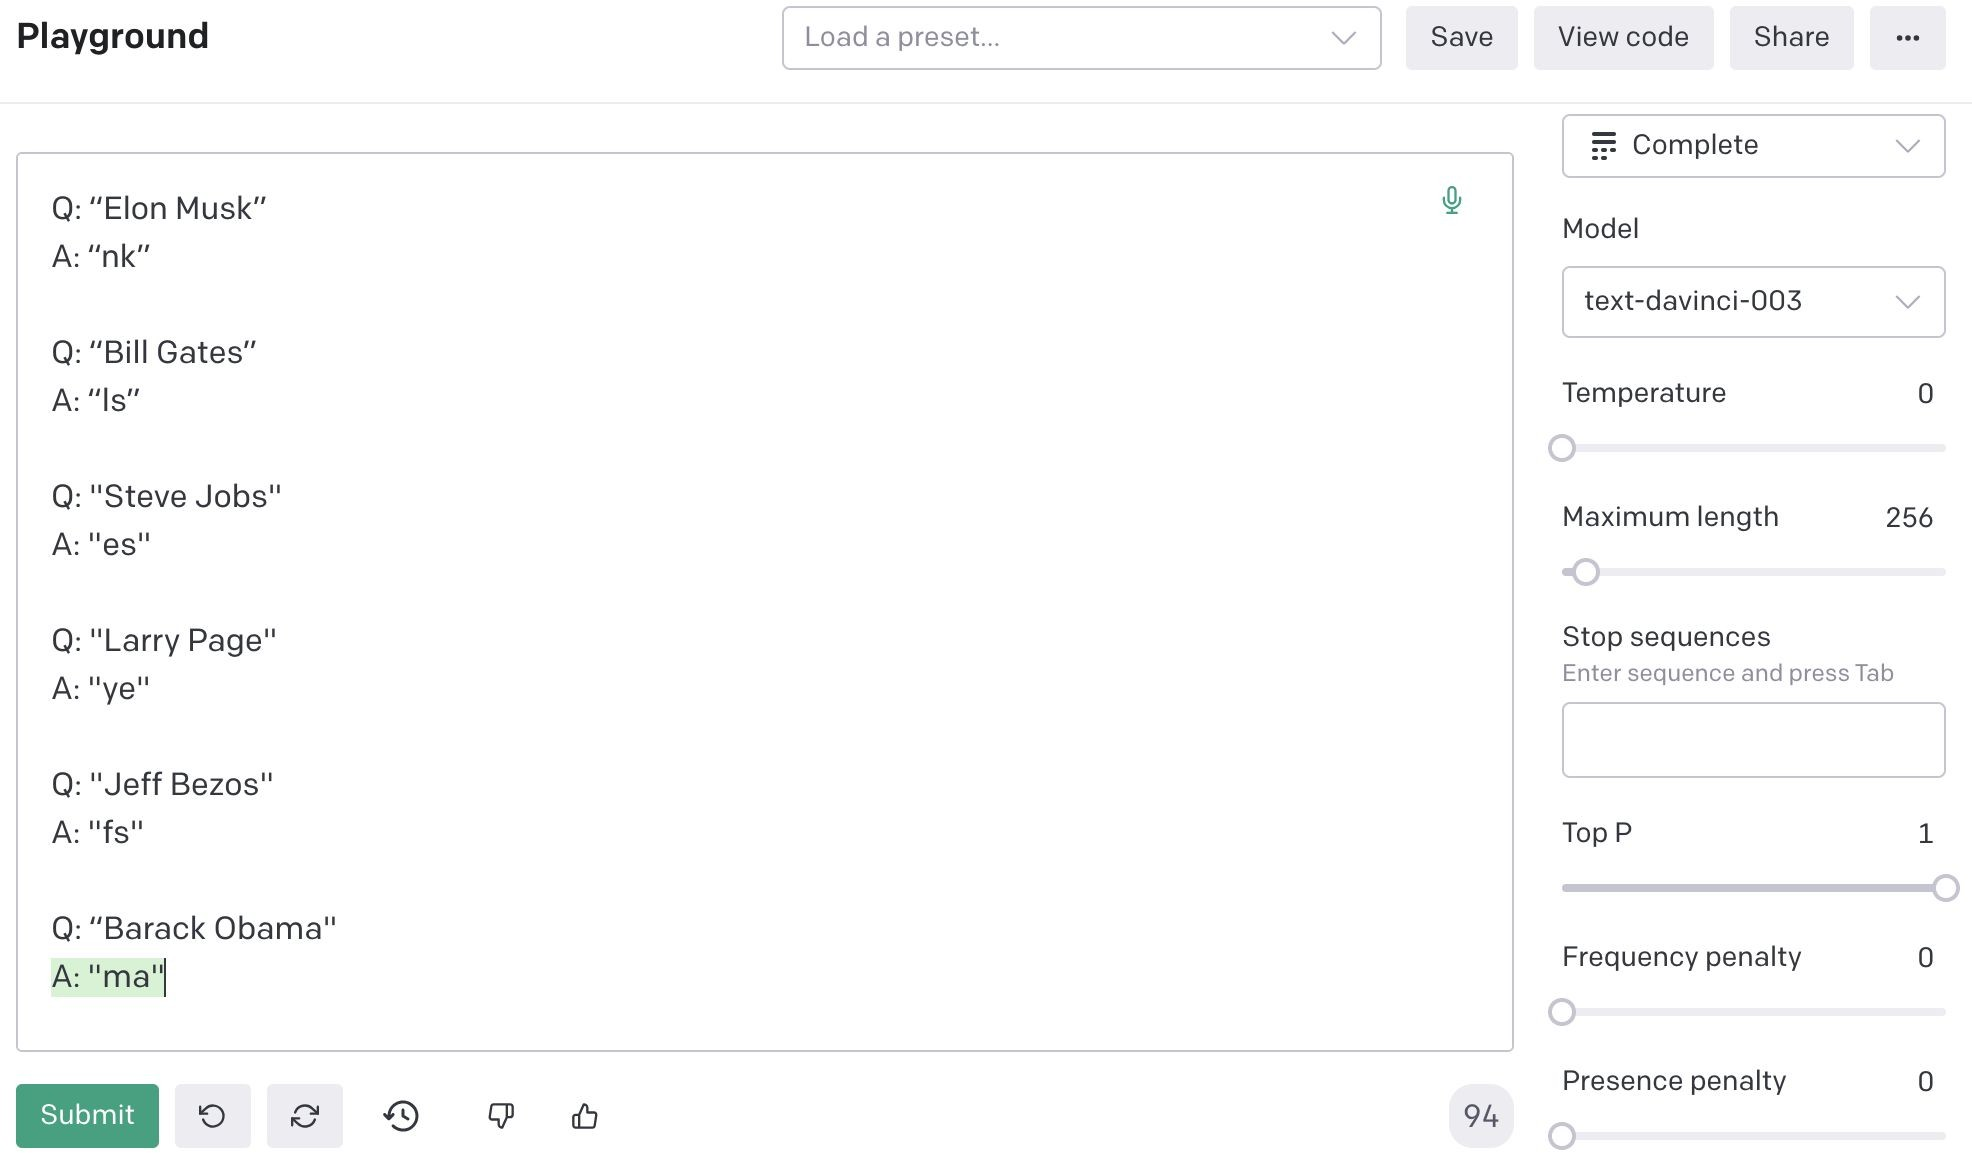 Playground
Load a preset...
Save
View code
Share
Q: “Elon Musk”
A: “nk”
Q: “Bill Gates”
A: “ls”
Q: "Steve Jobs"
A: "es"
Q: "Larry Page"
A: "ye"
Q: "Jeff Bezos"
A: "fs"
Q: “Barack Obama"
A: "ma"
Submit
94
Complete
Model
text-davinci-003
Temperature 0
Maximum length 256
Stop sequences
Enter sequence and press Tab
Top P 1
Frequency penalty 0
Presence penalty 0